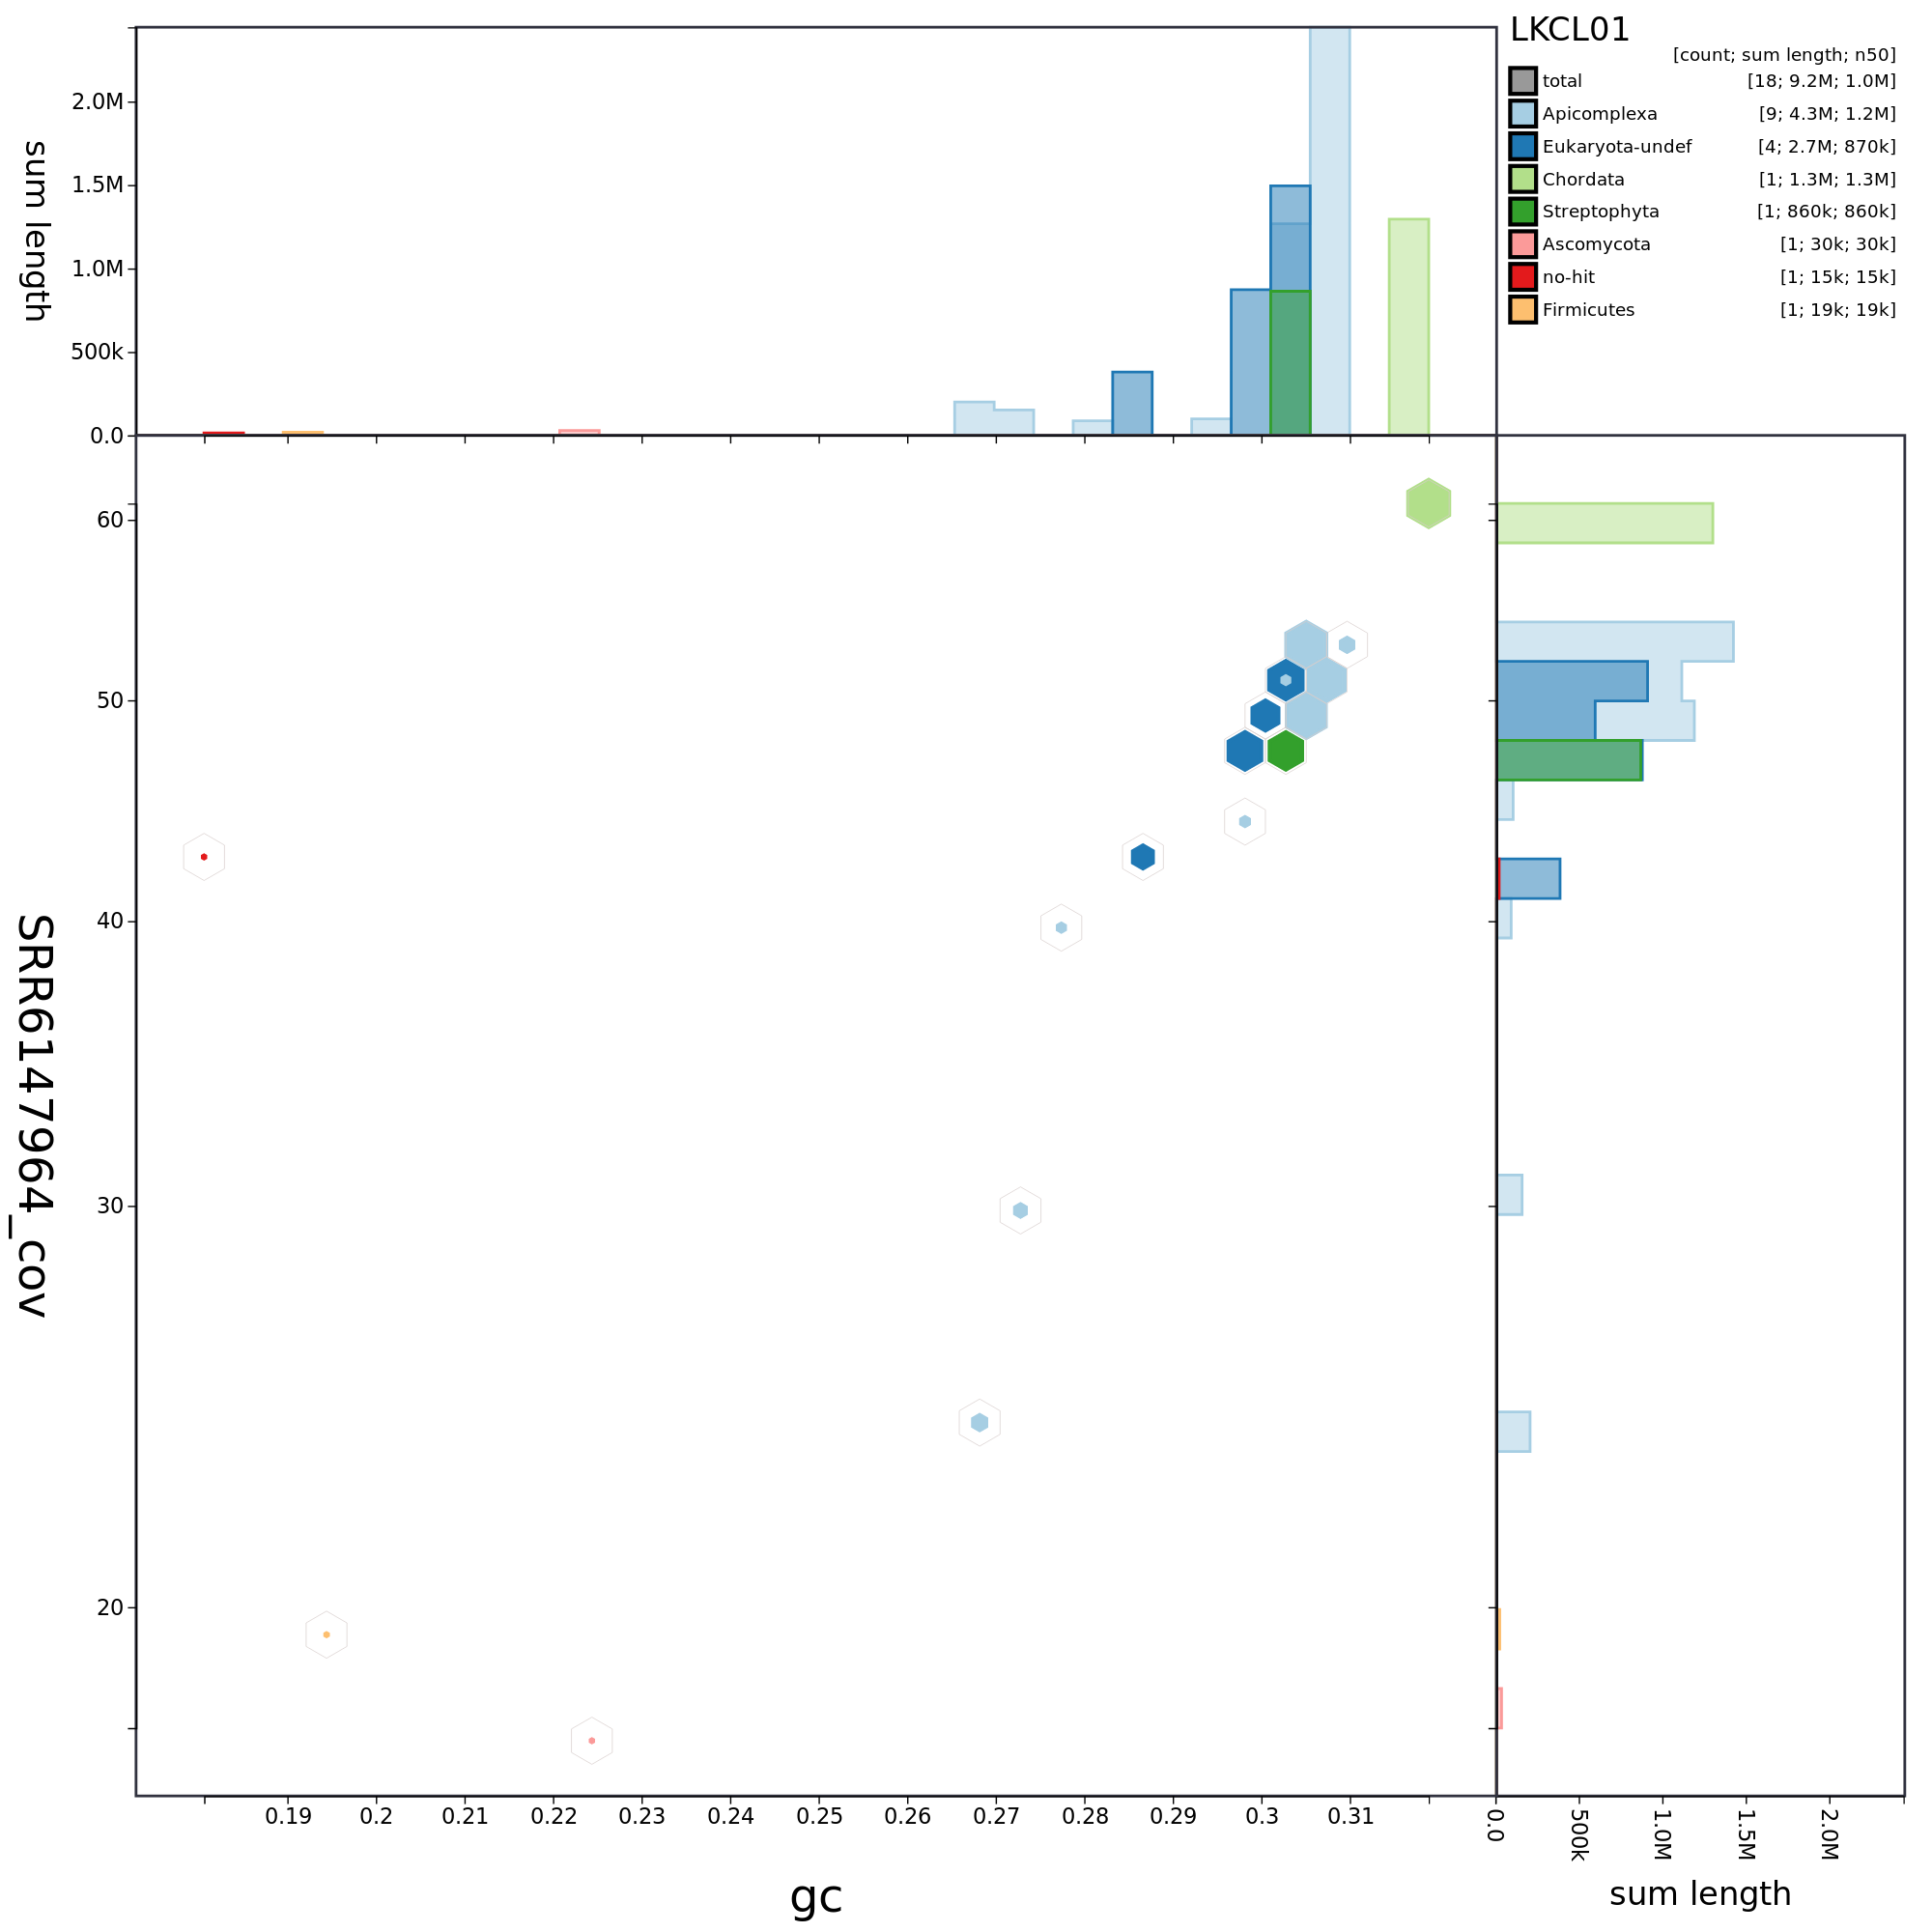 LKCL01
[count; sum length; n50]
total [18; 9.2M; 1.0M]
Apicomplexa [9; 4.3M; 1.2M]
Eukaryota-undef [4; 2.7M; 870k]
Chordata [1; 1.3M; 1.3M]
Streptophyta [1; 860k; 860k]
Ascomycota [1; 30k; 30k]
no-hit [1; 15k; 15k]
Firmicutes [1; 19k; 19k]
sum length
2.0M
1.5M
1.0M
500k
0.0
SRR6147964_cov
60
50
40
30
20
0.19 0.2 0.21 0.22 0.23 0.24 0.25 0.26 0.27 0.28 0.29 0.3 0.31
gc
0.0 500k 1.0M 1.5M 2.0M
sum length